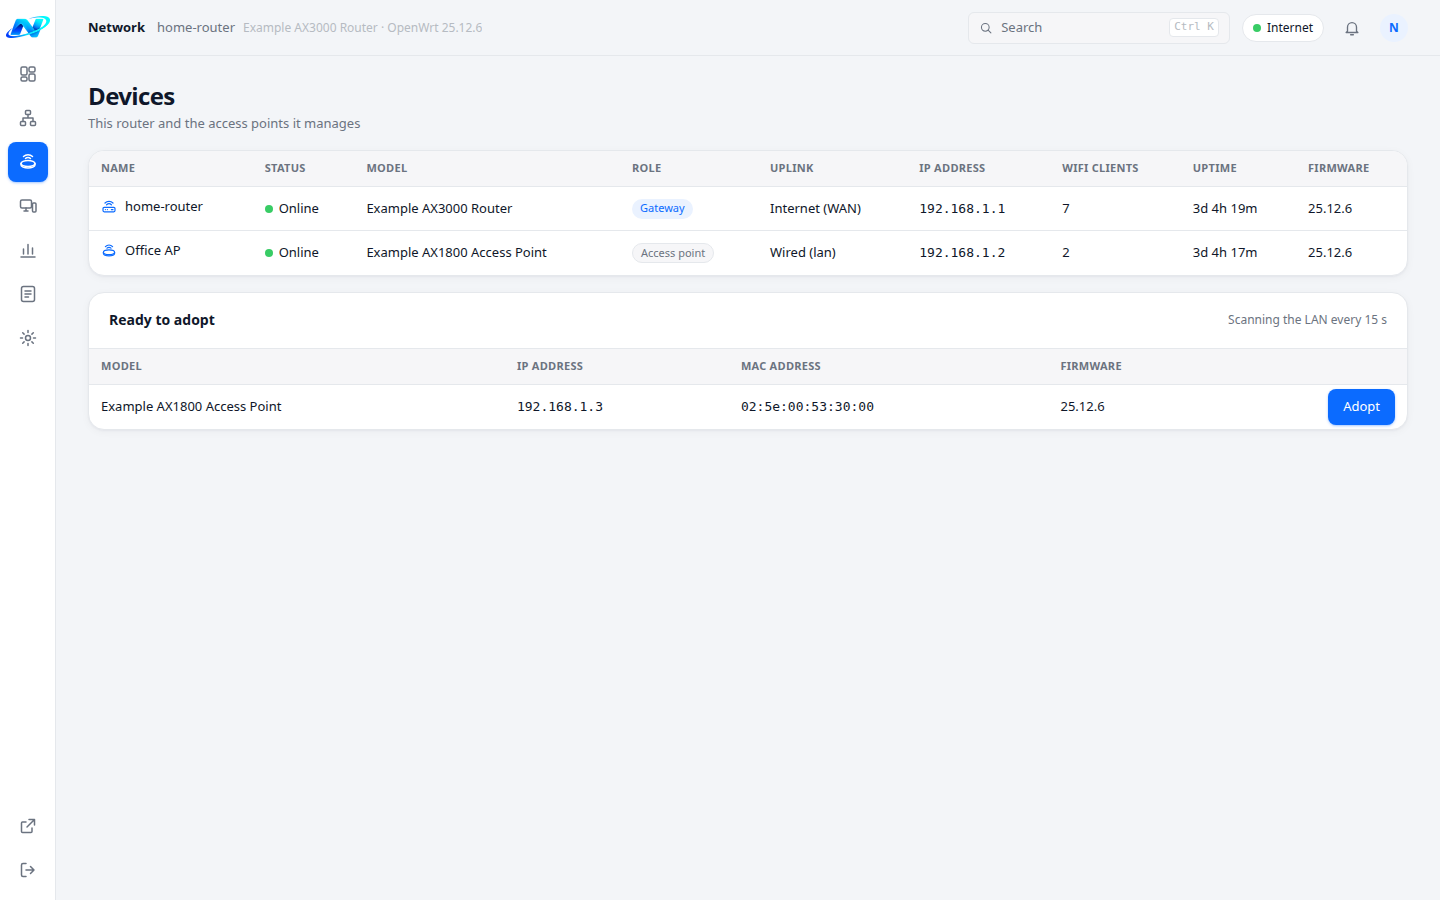 Network home-router Example AX3000 Router · OpenWrt 25.12.6 Search Ctrl K Internet N
Devices
This router and the access points it manages
NAME STATUS MODEL ROLE UPLINK IP ADDRESS WIFI CLIENTS UPTIME FIRMWARE
home-router Online Example AX3000 Router Gateway Internet (WAN) 192.168.1.1 7 3d 4h 19m 25.12.6
Office AP Online Example AX1800 Access Point Access point Wired (lan) 192.168.1.2 2 3d 4h 17m 25.12.6
Ready to adopt Scanning the LAN every 15 s
MODEL IP ADDRESS MAC ADDRESS FIRMWARE
Example AX1800 Access Point 192.168.1.3 02:5e:00:53:30:00 25.12.6 Adopt